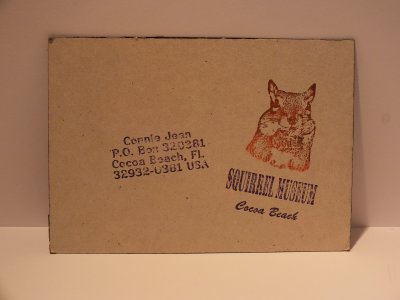 Connie Jean
P.O. Box 320381
Cocoa Beach, FL
32932-0381 USA
SQUIRREL MUSEUM
Cocoa Beach